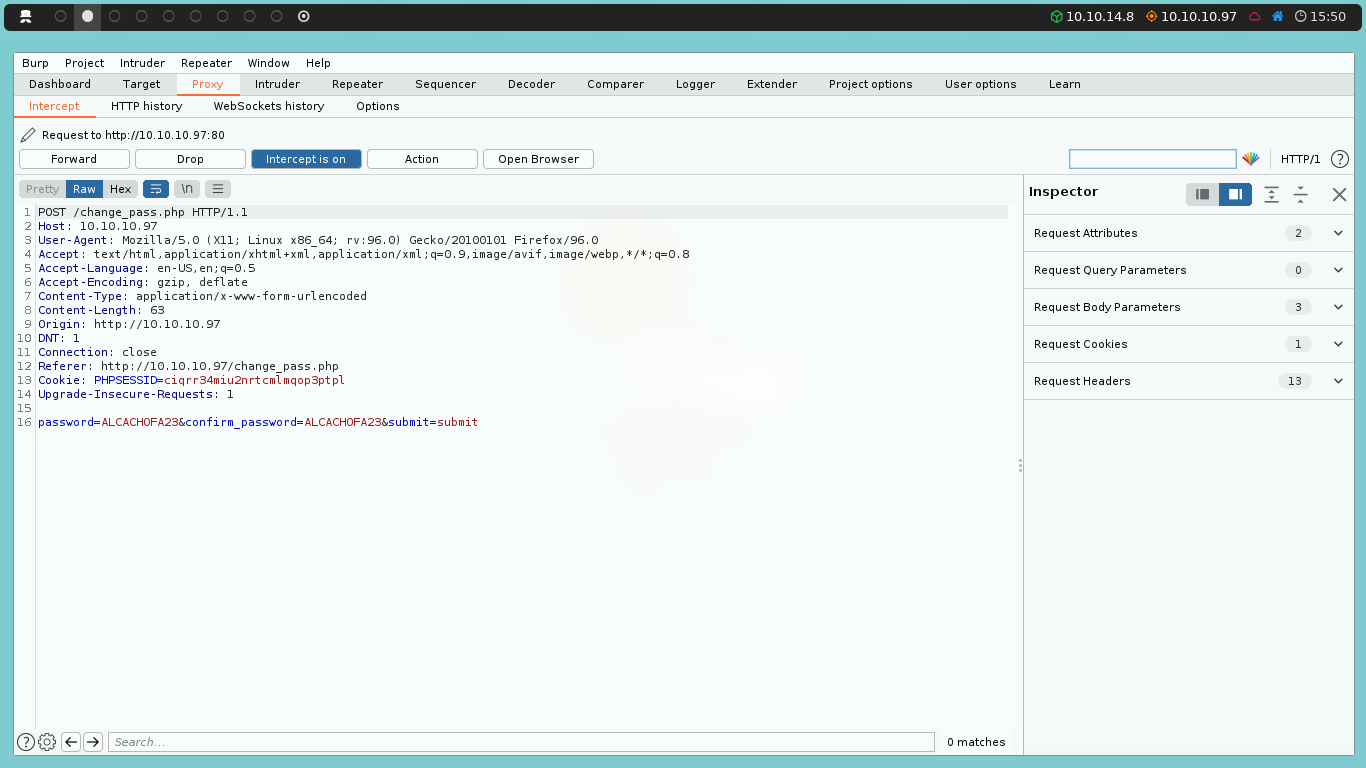 10.10.14.8 10.10.10.97 15:50
Burp Project Intruder Repeater Window Help
Dashboard Target Proxy Intruder Repeater Sequencer Decoder Comparer Logger Extender Project options User options Learn
Intercept HTTP history WebSockets history Options
Request to http://10.10.10.97:80
Forward Drop Intercept is on Action Open Browser HTTP/1 ?
Pretty Raw Hex \n
Inspector
1 POST /change_pass.php HTTP/1.1
2 Host: 10.10.10.97
3 User-Agent: Mozilla/5.0 (X11; Linux x86_64; rv:96.0) Gecko/20100101 Firefox/96.0
4 Accept: text/html,application/xhtml+xml,application/xml;q=0.9,image/avif,image/webp,*/*;q=0.8
5 Accept-Language: en-US,en;q=0.5
6 Accept-Encoding: gzip, deflate
7 Content-Type: application/x-www-form-urlencoded
8 Content-Length: 63
9 Origin: http://10.10.10.97
10 DNT: 1
11 Connection: close
12 Referer: http://10.10.10.97/change_pass.php
13 Cookie: PHPSESSID=ciqrr34miu2nrtcmlmqop3ptpl
14 Upgrade-Insecure-Requests: 1
15
16 password=ALCACHOFA23&confirm_password=ALCACHOFA23&submit=submit
Request Attributes 2
Request Query Parameters 0
Request Body Parameters 3
Request Cookies 1
Request Headers 13
? Search... 0 matches